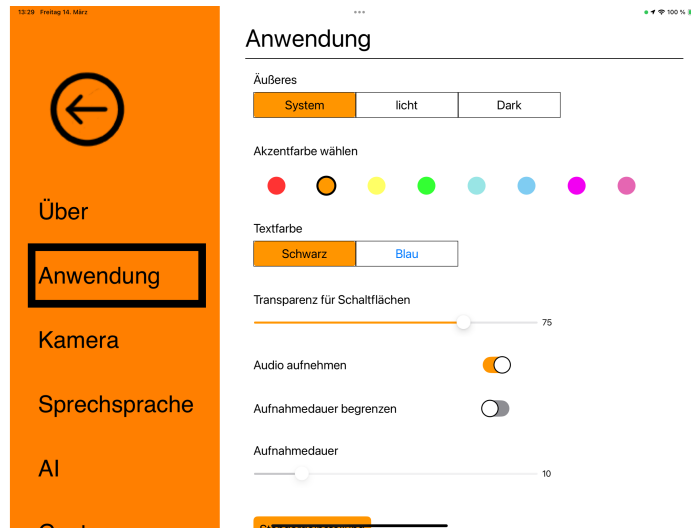 13:29 Freitag 14. März
100 %
Über
Anwendung
Kamera
Sprechsprache
AI
Anwendung
Äußeres
System licht Dark
Akzentfarbe wählen
Textfarbe
Schwarz Blau
Transparenz für Schaltflächen
75
Audio aufnehmen
Aufnahmedauer begrenzen
Aufnahmedauer
10